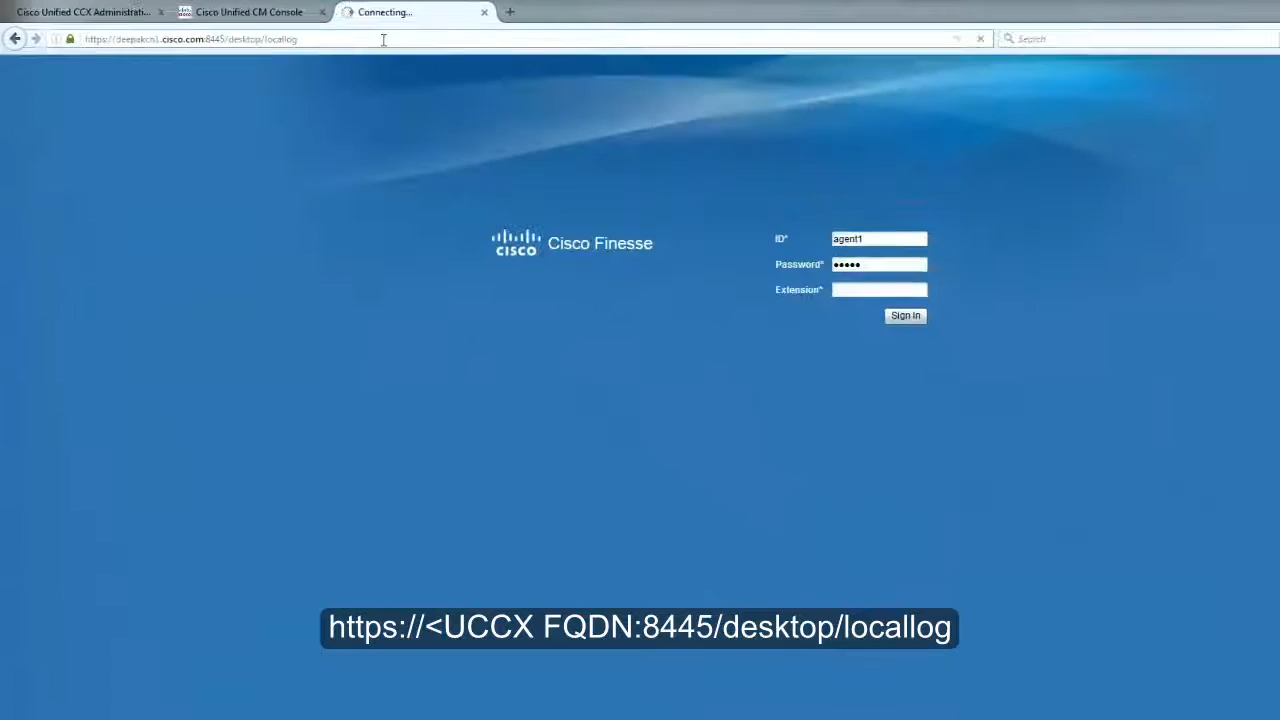 Cisco Unified CCX Administrati...
Cisco Unified CM Console
Connecting...
https://deepakcn1.cisco.com:8445/desktop/locallog
Search
CISCO Cisco Finesse
ID* agent1
Password* •••••
Extension*
Sign In
https://<UCCX FQDN:8445/desktop/locallog